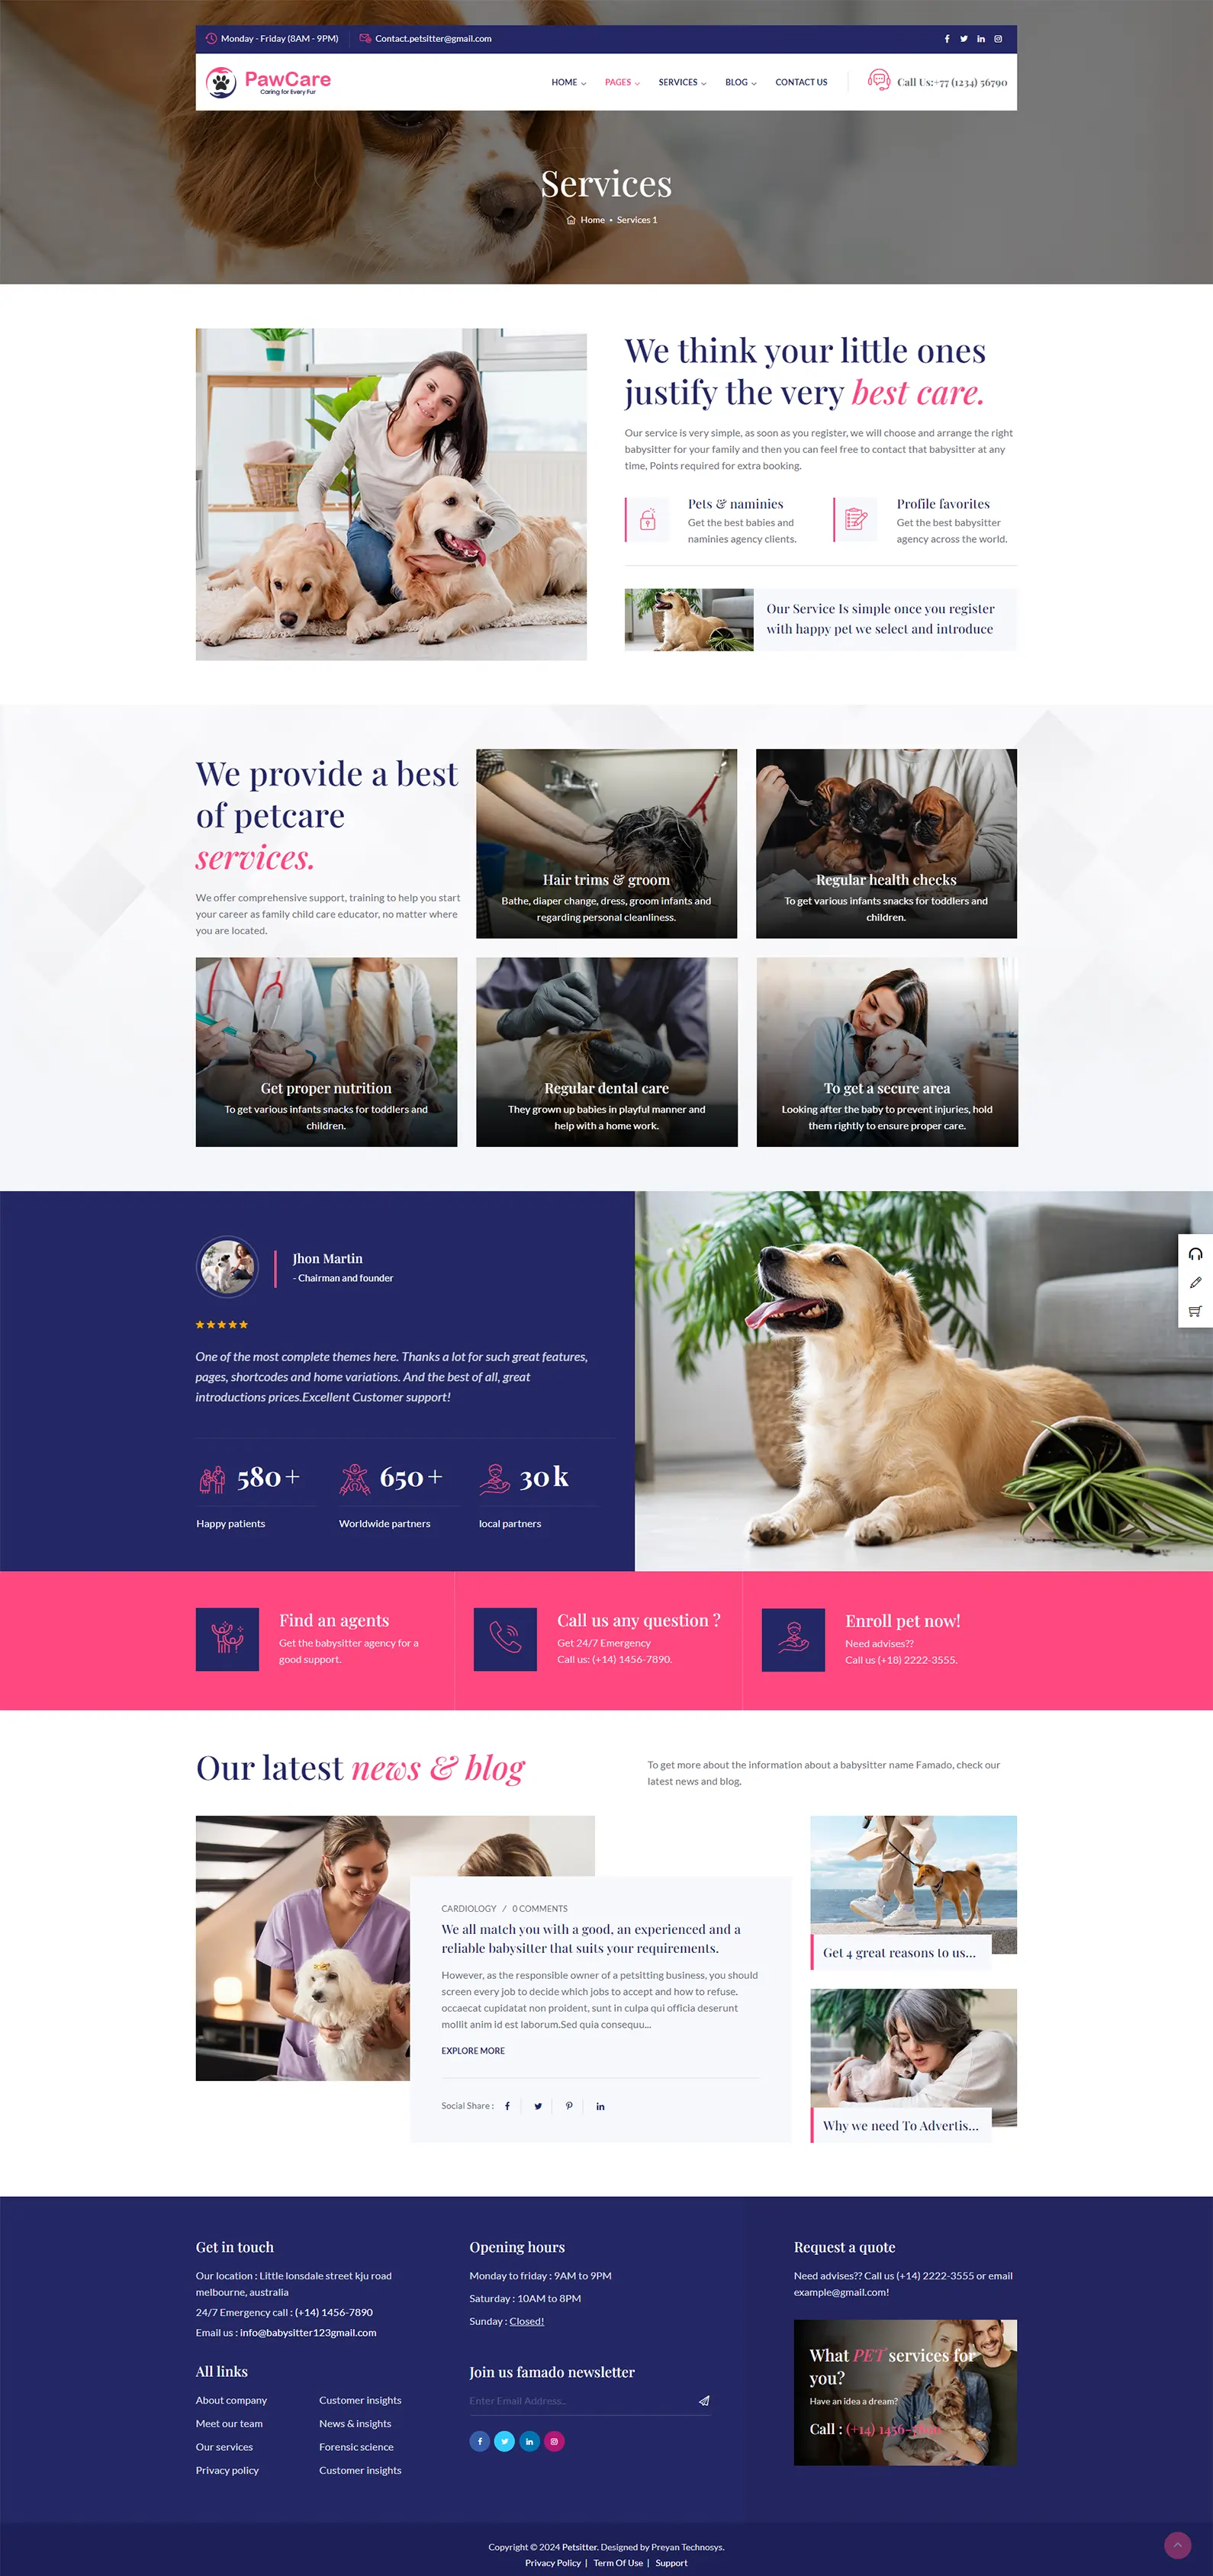 Monday - Friday (8AM - 9PM)
Contact.petsitter@gmail.com
PawCare
Caring for Every Fur
HOME
PAGES
SERVICES
BLOG
CONTACT US
Call Us:+77 (1234) 56790
Services
Home • Services 1
We think your little ones
justify the very best care.
Our service is very simple, as soon as you register, we will choose and arrange the right
babysitter for your family and then you can feel free to contact that babysitter at any
time, Points required for extra booking.
Pets & naminies
Get the best babies and
naminies agency clients.
Profile favorites
Get the best babysitter
agency across the world.
Our Service Is simple once you register
with happy pet we select and introduce
We provide a best
of petcare
services.
We offer comprehensive support, training to help you start
your career as family child care educator, no matter where
you are located.
Hair trims & groom
Bathe, diaper change, dress, groom infants and
regarding personal cleanliness.
Regular health checks
To get various infants snacks for toddlers and
children.
Get proper nutrition
To get various infants snacks for toddlers and
children.
Regular dental care
They grown up babies in playful manner and
help with a home work.
To get a secure area
Looking after the baby to prevent injuries, hold
them rightly to ensure proper care.
Jhon Martin
- Chairman and founder
One of the most complete themes here. Thanks a lot for such great features,
pages, shortcodes and home variations. And the best of all, great
introductions prices.Excellent Customer support!
580+
Happy patients
650+
Worldwide partners
30k
local partners
Find an agents
Get the babysitter agency for a
good support.
Call us any question ?
Get 24/7 Emergency
Call us: (+14) 1456-7890.
Enroll pet now!
Need advises??
Call us (+18) 2222-3555.
Our latest news & blog
To get more about the information about a babysitter name Famado, check our
latest news and blog.
CARDIOLOGY / 0 COMMENTS
We all match you with a good, an experienced and a
reliable babysitter that suits your requirements.
However, as the responsible owner of a petsitting business, you should
screen every job to decide which jobs to accept and how to refuse.
occaecat cupidatat non proident, sunt in culpa qui officia deserunt
mollit anim id est laborum.Sed quia consequu...
EXPLORE MORE
Social Share :
Get 4 great reasons to us...
Why we need To Advertis...
Get in touch
Our location : Little lonsdale street kju road
melbourne, australia
24/7 Emergency call : (+14) 1456-7890
Email us : info@babysitter123gmail.com
All links
About company
Customer insights
Meet our team
News & insights
Our services
Forensic science
Privacy policy
Customer insights
Opening hours
Monday to friday : 9AM to 9PM
Saturday : 10AM to 8PM
Sunday : Closed!
Join us famado newsletter
Enter Email Address..
Request a quote
Need advises?? Call us (+14) 2222-3555 or email
example@gmail.com!
What PET services for
you?
Have an idea a dream?
Call : (+14) 1456-
Copyright © 2024 Petsitter. Designed by Preyan Technosys.
Privacy Policy | Term Of Use | Support